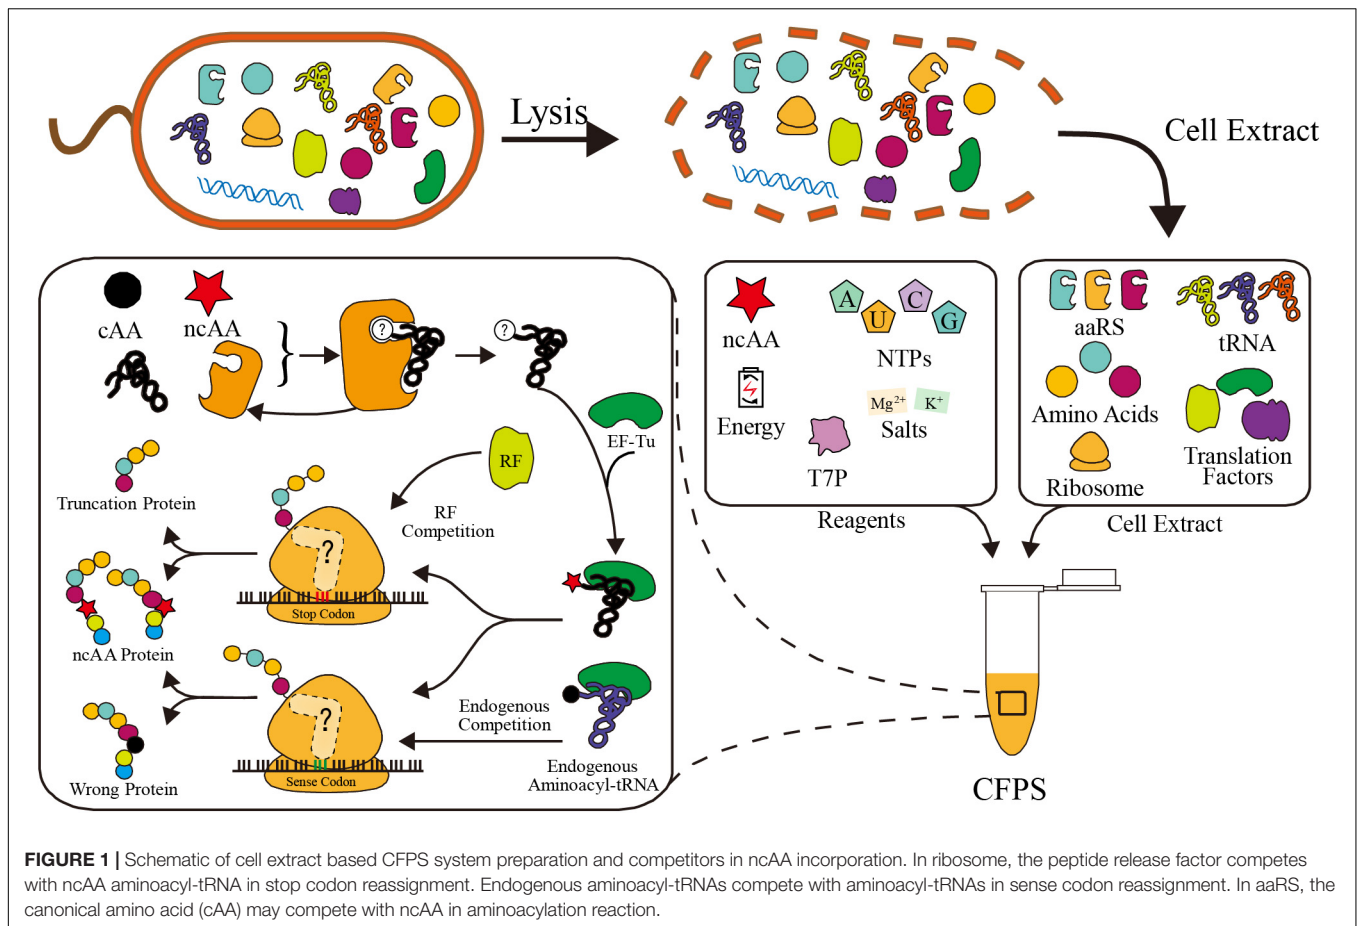 Lysis
Cell Extract
cAA
ncAA
?
?
EF-Tu
RF
RF
Competition
Truncation Protein
?
Stop Codon
ncAA Protein
Endogenous
Competition
?
Sense Codon
Wrong Protein
Endogenous
Aminoacyl-tRNA
ncAA
A
U
C
G
NTPs
Energy
Mg²⁺
K⁺
Salts
T7P
Reagents
aaRS
tRNA
Amino Acids
Ribosome
Translation
Factors
Cell Extract
CFPS
FIGURE 1 | Schematic of cell extract based CFPS system preparation and competitors in ncAA incorporation. In ribosome, the peptide release factor competes
with ncAA aminoacyl-tRNA in stop codon reassignment. Endogenous aminoacyl-tRNAs compete with aminoacyl-tRNAs in sense codon reassignment. In aaRS, the
canonical amino acid (cAA) may compete with ncAA in aminoacylation reaction.